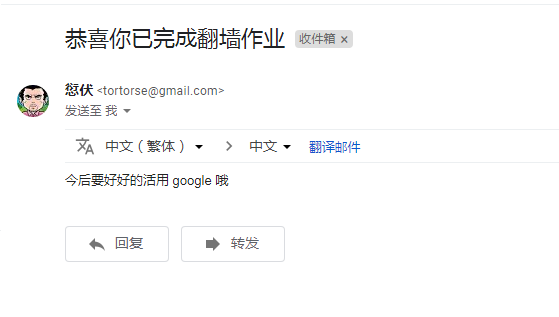 恭喜你已完成翻墙作业 收件箱 ×
愆伏 <tortorse@gmail.com>
发送至 我
中文（繁体） > 中文 翻译邮件
今后要好好的活用 google 哦
回复 转发